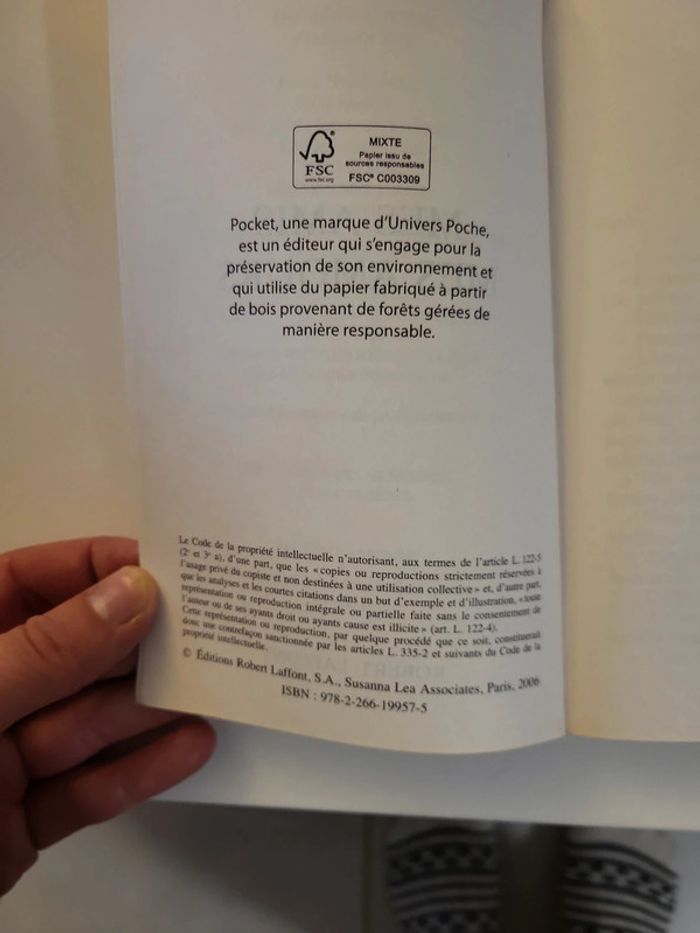 FSC
www.fsc.org
MIXTE
Papier issu de
sources responsables
FSC® C003309
Pocket, une marque d'Univers Poche,
est un éditeur qui s'engage pour la
préservation de son environnement et
qui utilise du papier fabriqué à partir
de bois provenant de forêts gérées de
manière responsable.
Le Code de la propriété intellectuelle n'autorisant, aux termes de l'article L. 122-5
(2° et 3° a), d'une part, que les « copies ou reproductions strictement réservées à
l'usage privé du copiste et non destinées à une utilisation collective » et, d'autre part,
que les analyses et les courtes citations dans un but d'exemple et d'illustration, « toute
représentation ou reproduction intégrale ou partielle faite sans le consentement de
l'auteur ou de ses ayants droit ou ayants cause est illicite » (art. L. 122-4).
Cette représentation ou reproduction, par quelque procédé que ce soit, constituerait
donc une contrefaçon sanctionnée par les articles L. 335-2 et suivants du Code de la
propriété intellectuelle.
© Éditions Robert Laffont, S.A., Susanna Lea Associates, Paris, 2006
ISBN : 978-2-266-19957-5